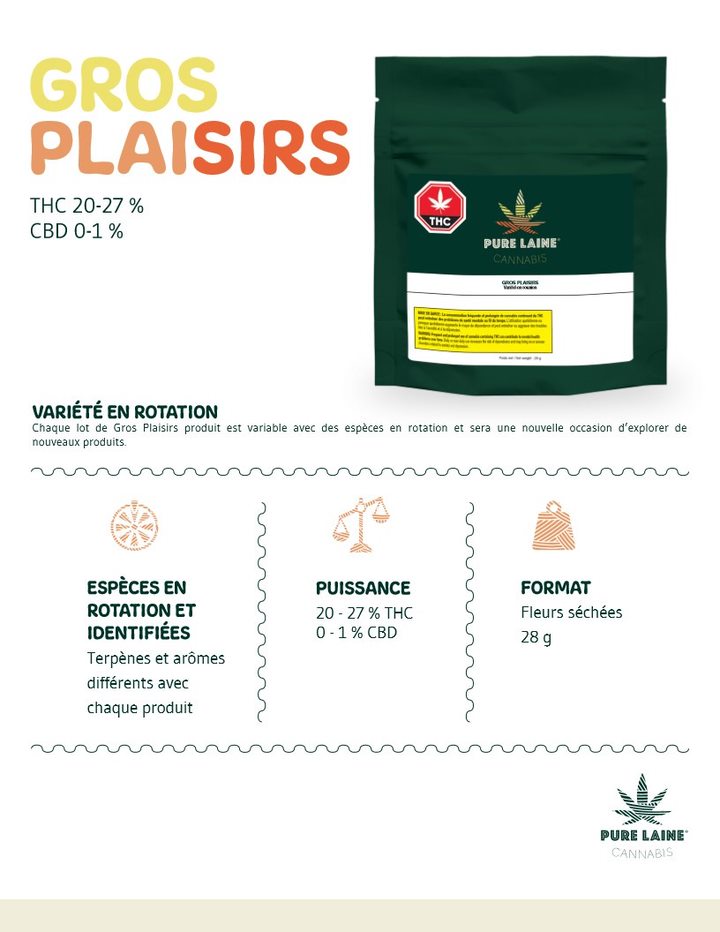 GROS
PLAISIRS
THC 20-27 %
CBD 0-1 %
THC
PURE LAINE
CANNABIS
GROS PLAISIRS
Variété en rotation
VARIÉTÉ EN ROTATION
Chaque lot de Gros Plaisirs produit est variable avec des espèces en rotation et sera une nouvelle occasion d'explorer de
nouveaux produits.
ESPÈCES EN
ROTATION ET
IDENTIFIÉES
Terpènes et arômes
différents avec
chaque produit
PUISSANCE
20 - 27 % THC
0 - 1 % CBD
FORMAT
Fleurs séchées
28 g
PURE LAINE
CANNABIS